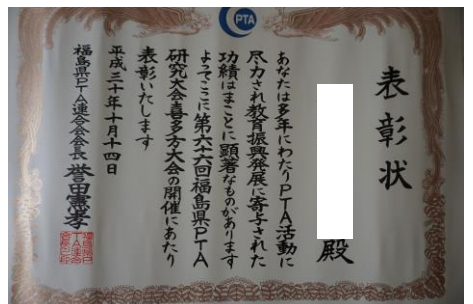 PTA
表彰状
殿
あなたは多年にわたりPTA活動に
尽力され教育振興発展に寄与された
功績はまことに顕著なものがあります
よってここに第六十六回福島県PTA
研究大会喜多方大会の開催にあたり
表彰いたします
平成三十年十月十四日
福島県PTA連合会会長 誉田憲孝